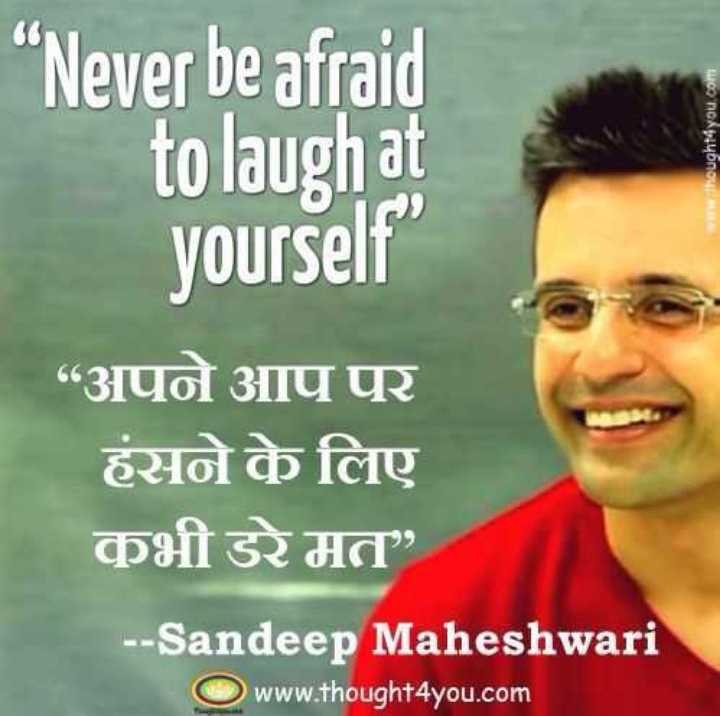 “Never be afraid
to laugh at
yourself”
“अपने आप पर
हंसने के लिए
कभी डरे मत”
--Sandeep Maheshwari
www.thought4you.com
www.thought4you.com